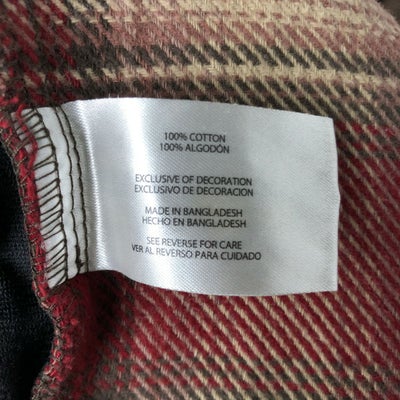 100% COTTON
100% ALGODÓN
EXCLUSIVE OF DECORATION
EXCLUSIVO DE DECORACION
MADE IN BANGLADESH
HECHO EN BANGLADESH
SEE REVERSE FOR CARE
VER AL REVERSO PARA CUIDADO